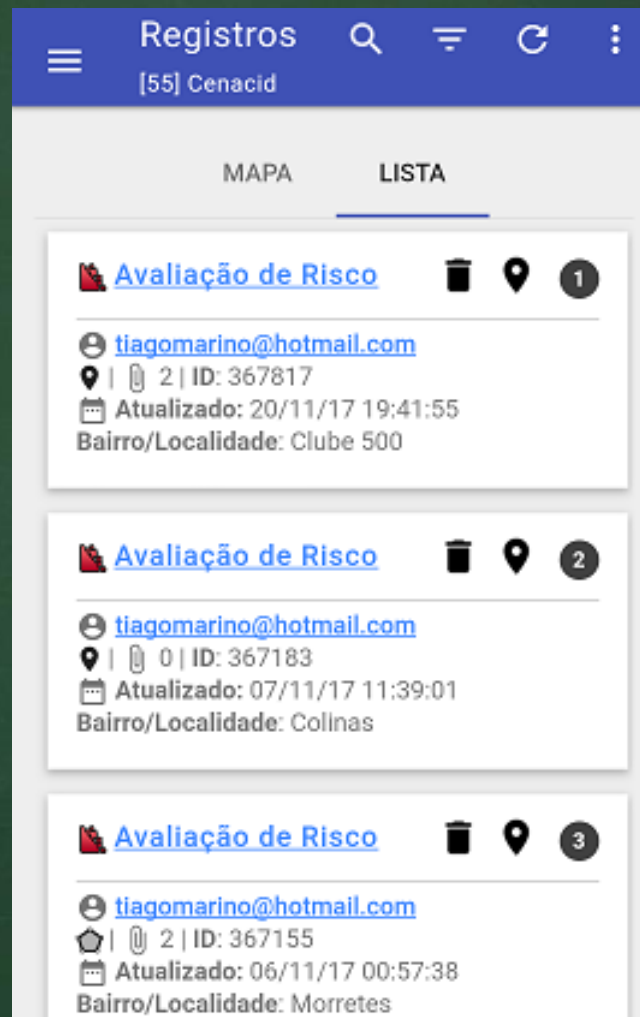 Registros
[55] Cenacid
MAPA LISTA
Avaliação de Risco 1
tiagomarino@hotmail.com
| 2 | ID: 367817
Atualizado: 20/11/17 19:41:55
Bairro/Localidade: Clube 500
Avaliação de Risco 2
tiagomarino@hotmail.com
| 0 | ID: 367183
Atualizado: 07/11/17 11:39:01
Bairro/Localidade: Colinas
Avaliação de Risco 3
tiagomarino@hotmail.com
| 2 | ID: 367155
Atualizado: 06/11/17 00:57:38
Bairro/Localidade: Morretes